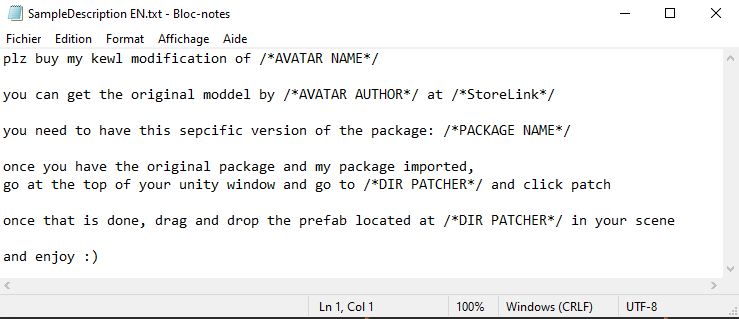 SampleDescription EN.txt - Bloc-notes
Fichier Edition Format Affichage Aide
plz buy my kewl modification of /*AVATAR NAME*/
you can get the original moddel by /*AVATAR AUTHOR*/ at /*StoreLink*/
you need to have this sepcific version of the package: /*PACKAGE NAME*/
once you have the original package and my package imported,
go at the top of your unity window and go to /*DIR PATCHER*/ and click patch
once that is done, drag and drop the prefab located at /*DIR PATCHER*/ in your scene
and enjoy :)
Ln 1, Col 1 100% Windows (CRLF) UTF-8